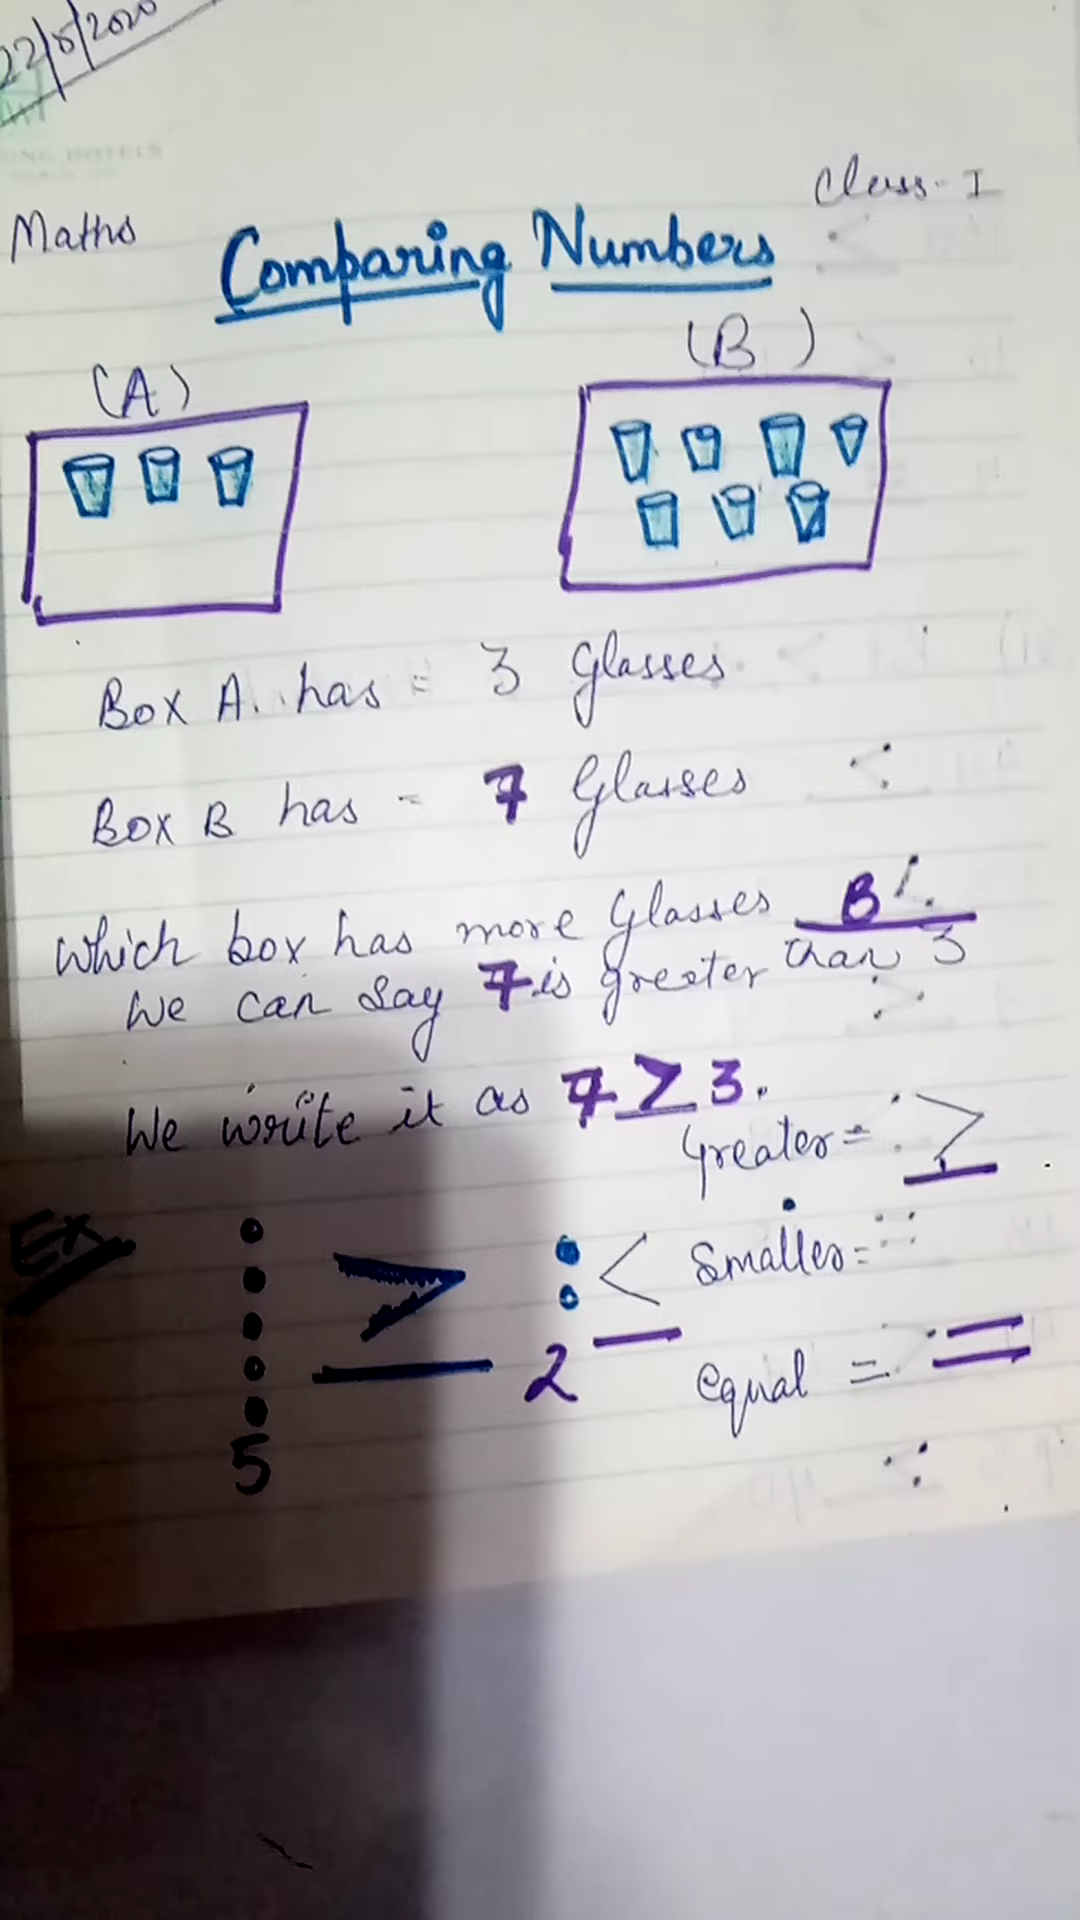 22/5/2020
Class-I
Maths
Comparing Numbers
(A)
(B)
Box A. has = 3 Glasses.
Box B has - 7 Glasses
Which box has more Glasses B
We can say 7 is greater than 3
We write it as 7 > 3.
Greater = >
Ex
> < Smaller =
5 2
equal = =